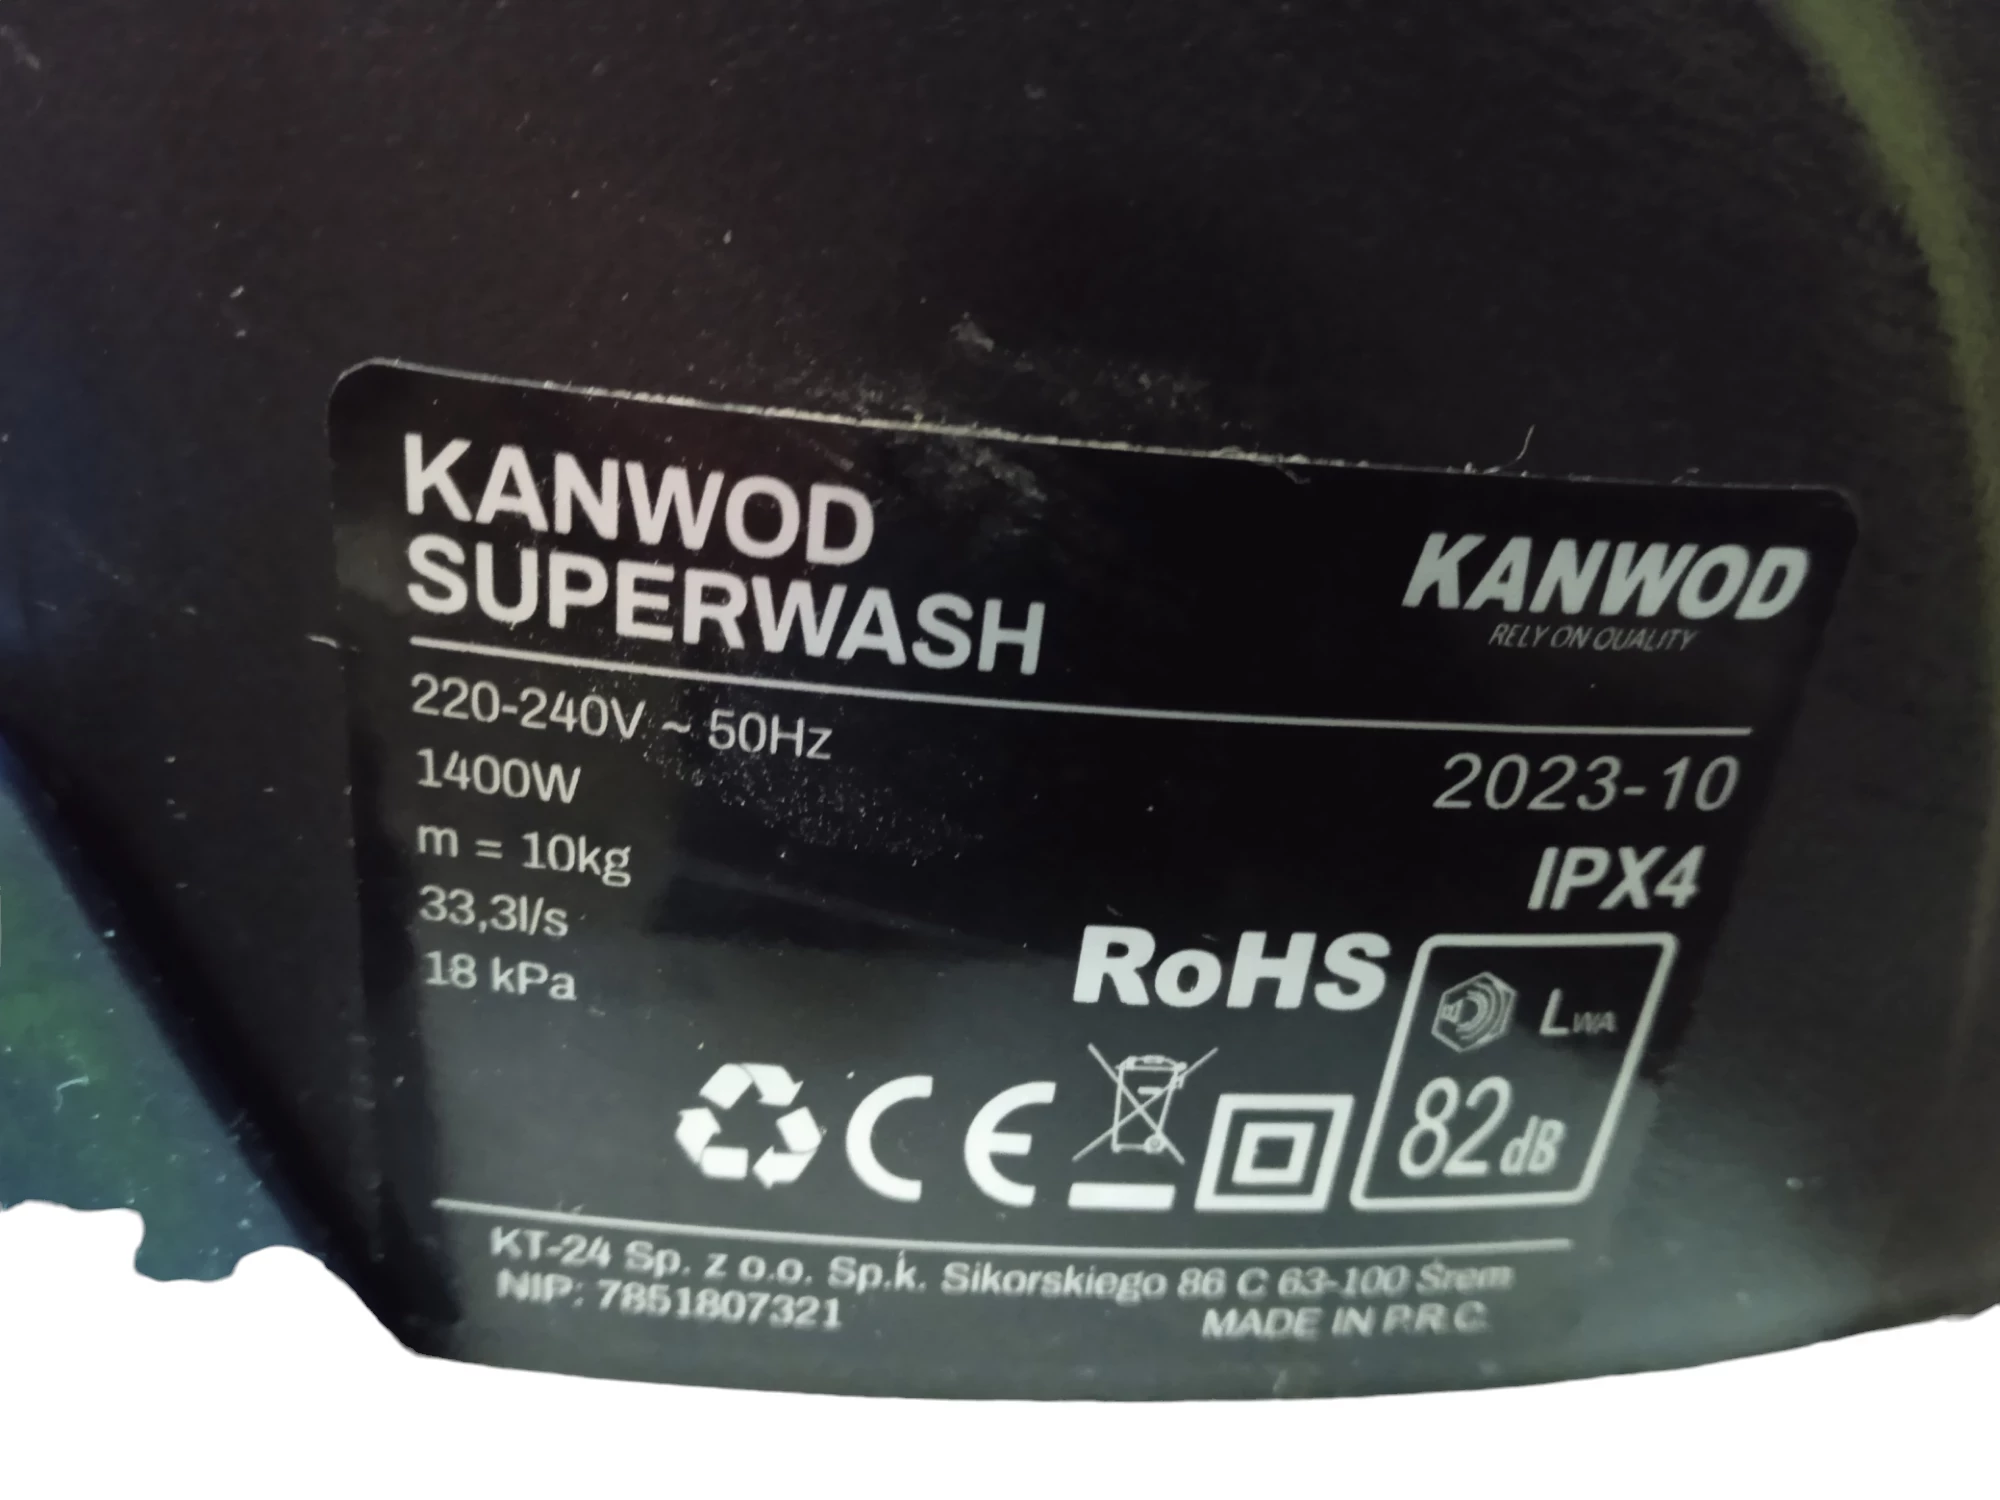 KANWOD
SUPERWASH
KANWOD
RELY ON QUALITY
220-240V ~ 50Hz
1400W
m = 10kg
33,3l/s
18 kPa
2023-10
IPX4
RoHS
LWA
82dB
CE
KT-24 Sp. z o.o. Sp.k. Sikorskiego 86 C 63-100 Śrem
NIP: 7851807321
MADE IN P.R.C.